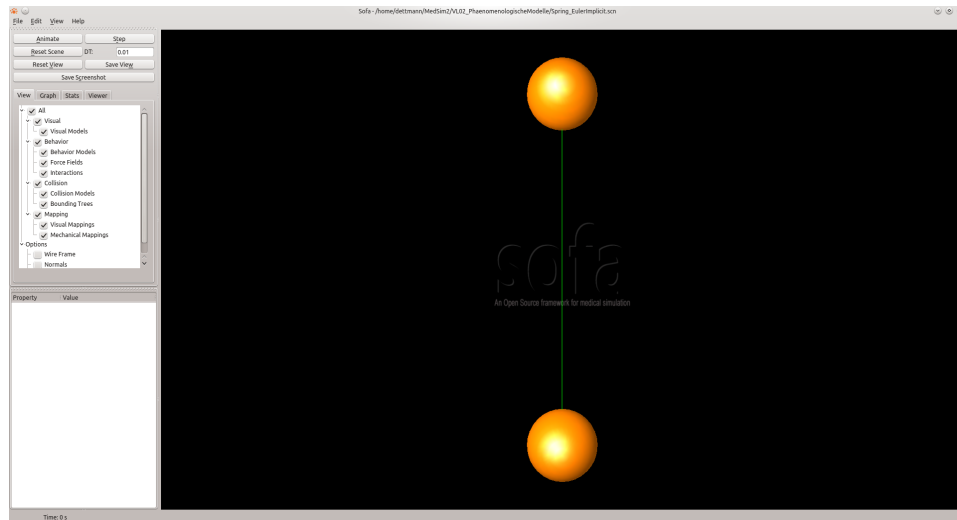 Sofa - /home/dettmann/MedSim2/VL02_PhaenomenologischeModelle/Spring_EulerImplicit.scn
File Edit View Help
Animate Step
Reset Scene DT: 0.01
Reset View Save View
Save Screenshot
View Graph Stats Viewer
All
Visual
Visual Models
Behavior
Behavior Models
Force Fields
Interactions
Collision
Collision Models
Bounding Trees
Mapping
Visual Mappings
Mechanical Mappings
Options
Wire Frame
Normals
Property Value
sofa
An Open Source framework for medical simulation
Time: 0 s